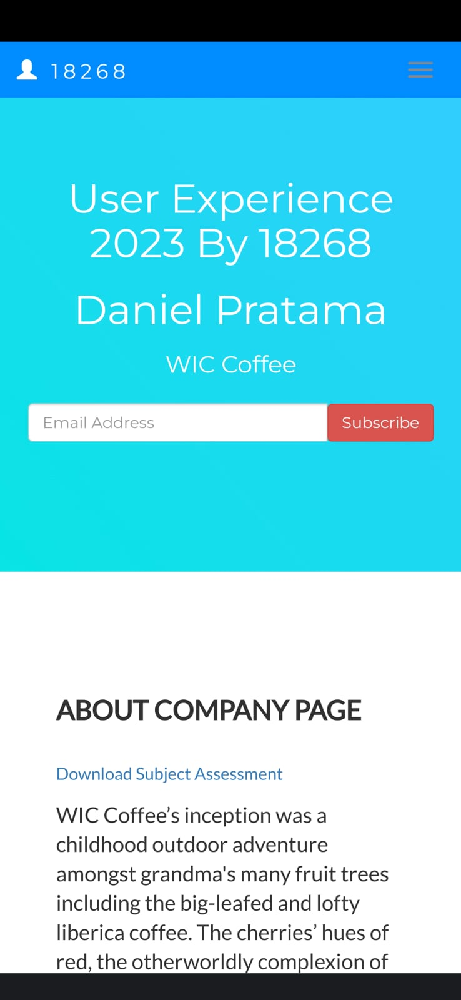 18268
User Experience
2023 By 18268
Daniel Pratama
WIC Coffee
Email Address
Subscribe
ABOUT COMPANY PAGE
Download Subject Assessment
WIC Coffee’s inception was a
childhood outdoor adventure
amongst grandma's many fruit trees
including the big-leafed and lofty
liberica coffee. The cherries’ hues of
red, the otherworldly complexion of